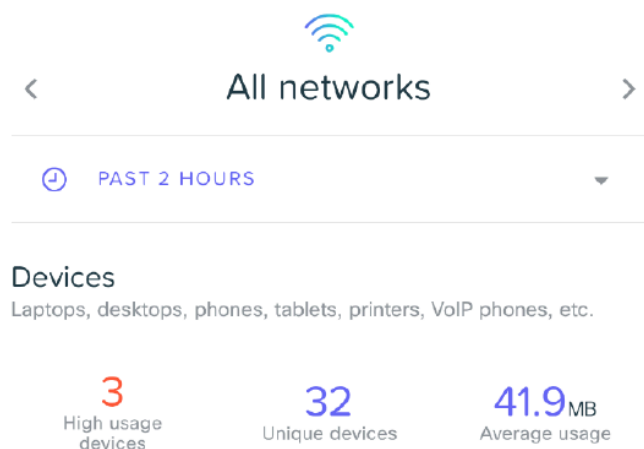 All networks
PAST 2 HOURS
Devices
Laptops, desktops, phones, tablets, printers, VoIP phones, etc.
3 32 41.9MB
High usage Unique devices Average usage
devices